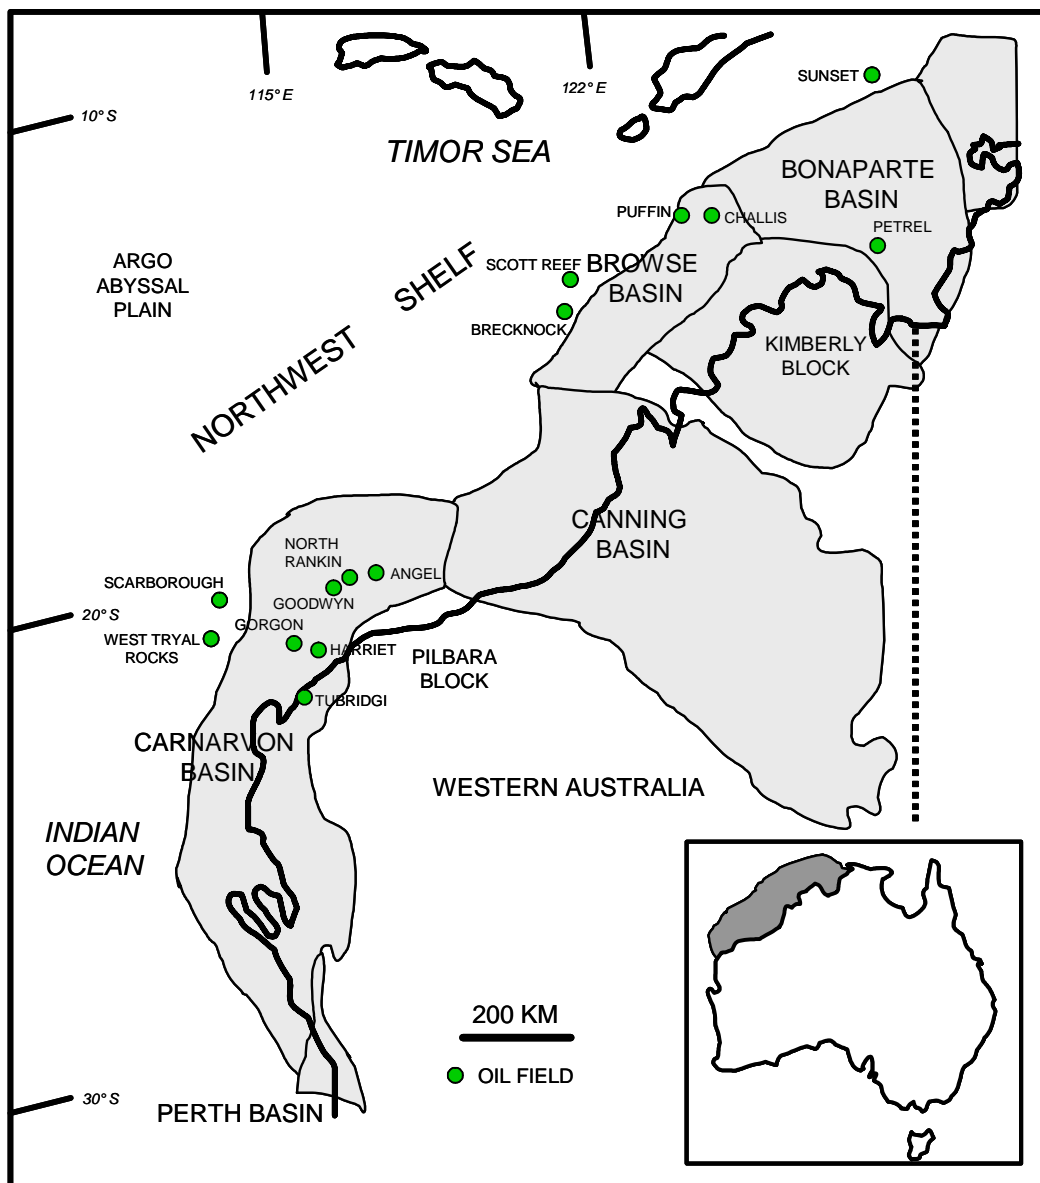 115° E
122° E
SUNSET
10° S
TIMOR SEA
BONAPARTE
BASIN
PUFFIN
CHALLIS
PETREL
ARGO
ABYSSAL
PLAIN
NORTHWEST SHELF
SCOTT REEF
BROWSE
BASIN
BRECKNOCK
KIMBERLY
BLOCK
CANNING
BASIN
NORTH
RANKIN
ANGEL
SCARBOROUGH
GOODWYN
20° S
GORGON
WEST TRYAL
ROCKS
HARRIET
PILBARA
BLOCK
TUBRIDGI
CARNARVON
BASIN
WESTERN AUSTRALIA
INDIAN
OCEAN
200 KM
OIL FIELD
30° S
PERTH BASIN